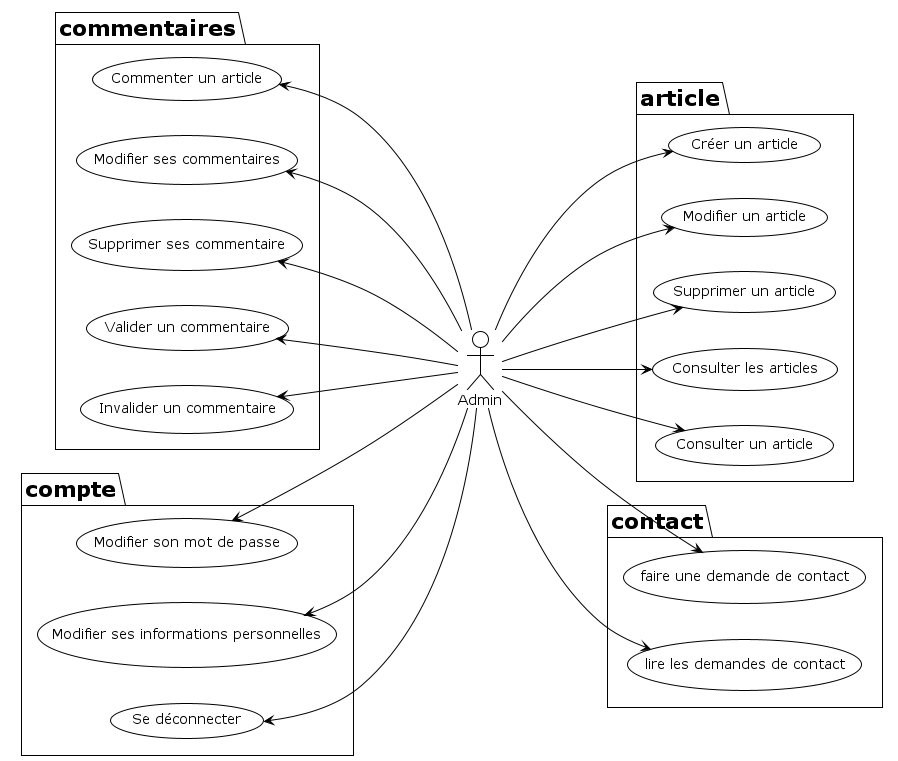 commentaires
Commenter un article
Modifier ses commentaires
Supprimer ses commentaire
Valider un commentaire
Invalider un commentaire
article
Créer un article
Modifier un article
Supprimer un article
Consulter les articles
Consulter un article
Admin
compte
Modifier son mot de passe
Modifier ses informations personnelles
Se déconnecter
contact
faire une demande de contact
lire les demandes de contact